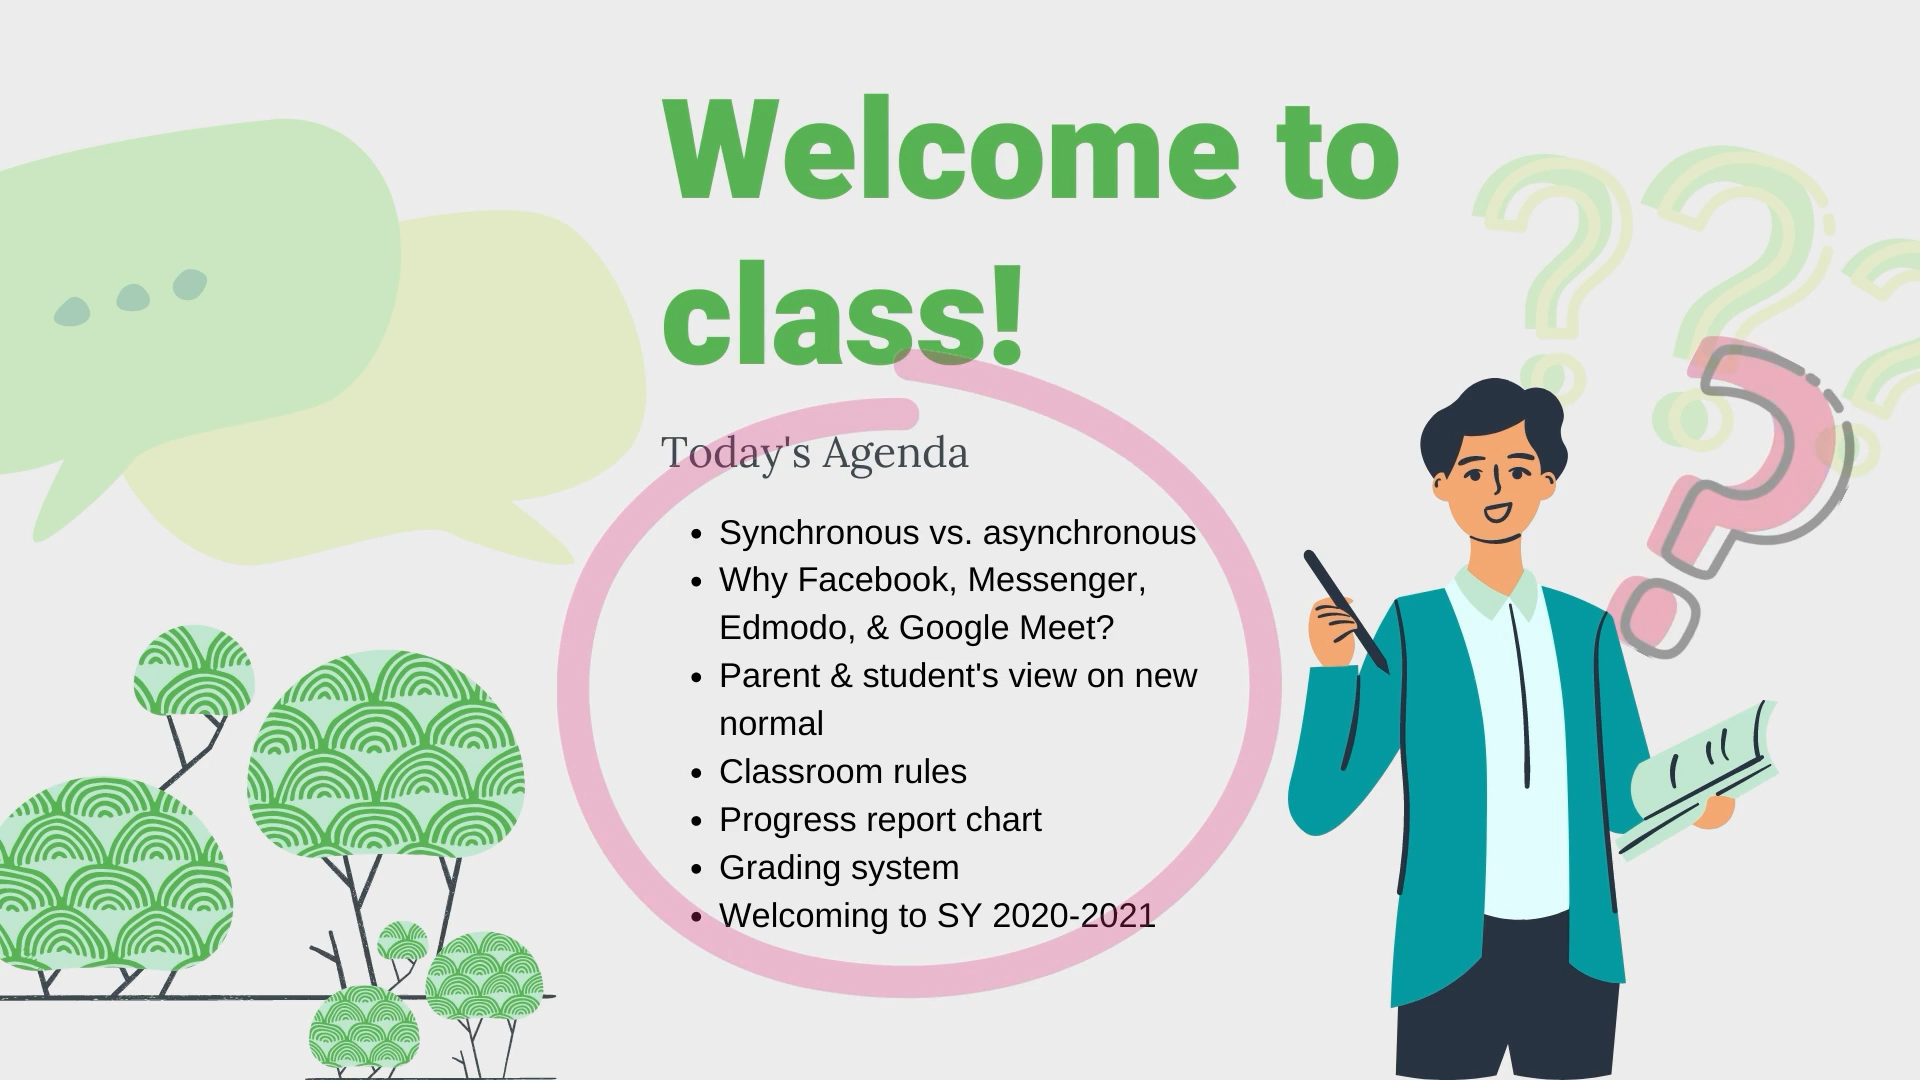 Welcome to
class!
Today's Agenda
• Synchronous vs. asynchronous
• Why Facebook, Messenger,
Edmodo, & Google Meet?
• Parent & student's view on new
normal
• Classroom rules
• Progress report chart
• Grading system
• Welcoming to SY 2020-2021